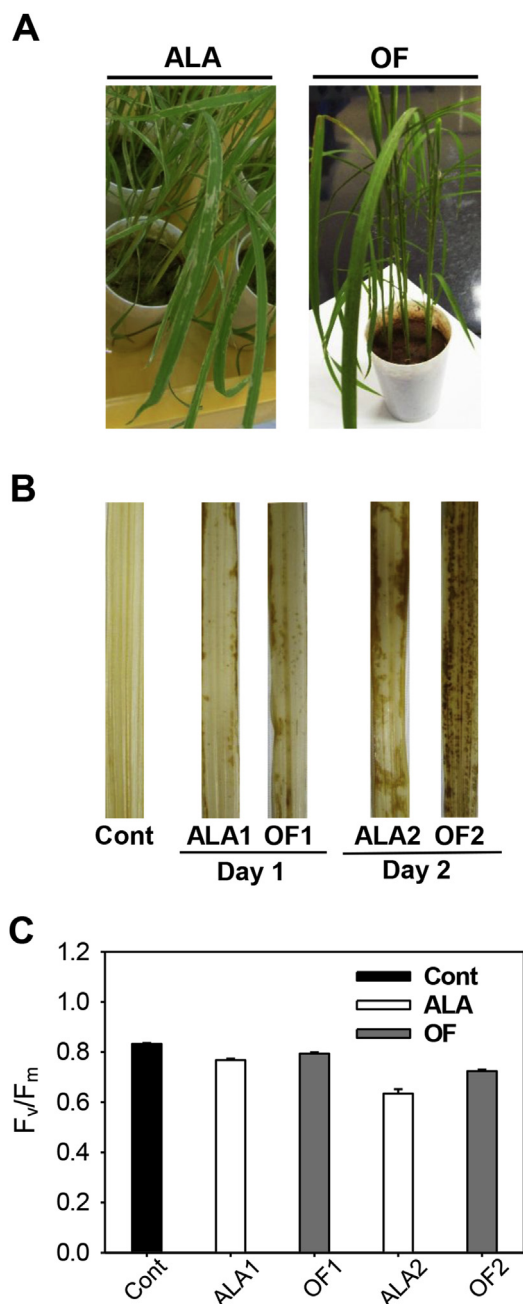 A
ALA OF
B
Cont ALA1 OF1 ALA2 OF2
Day 1 Day 2
C
1.2
1.0
0.8
0.6
0.4
0.2
0.0
Fv/Fm
Cont
ALA
OF
Cont ALA1 OF1 ALA2 OF2